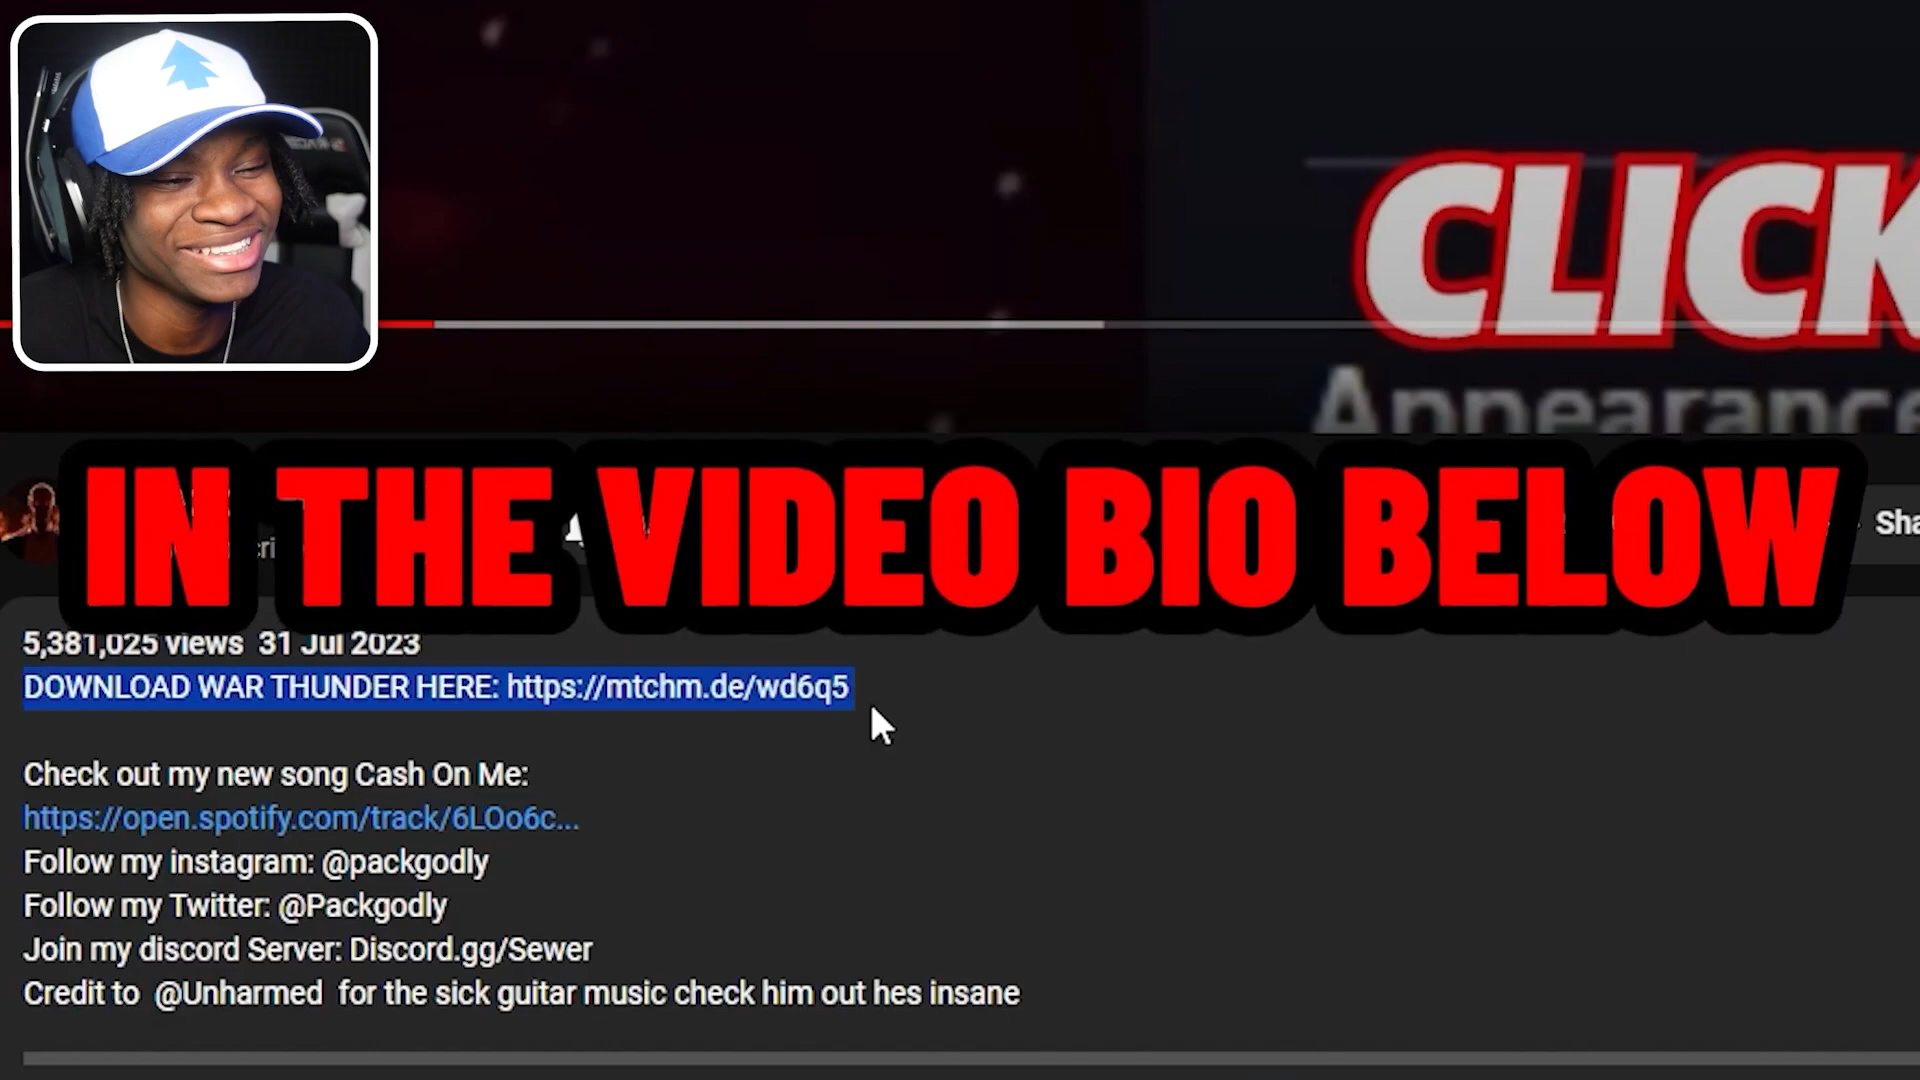 CLICK
Appearance
IN THE VIDEO BIO BELOW
Sha
5,381,025 views 31 Jul 2023
DOWNLOAD WAR THUNDER HERE: https://mtchm.de/wd6q5
Check out my new song Cash On Me:
https://open.spotify.com/track/6LOo6c...
Follow my instagram: @packgodly
Follow my Twitter: @Packgodly
Join my discord Server: Discord.gg/Sewer
Credit to @Unharmed for the sick guitar music check him out hes insane